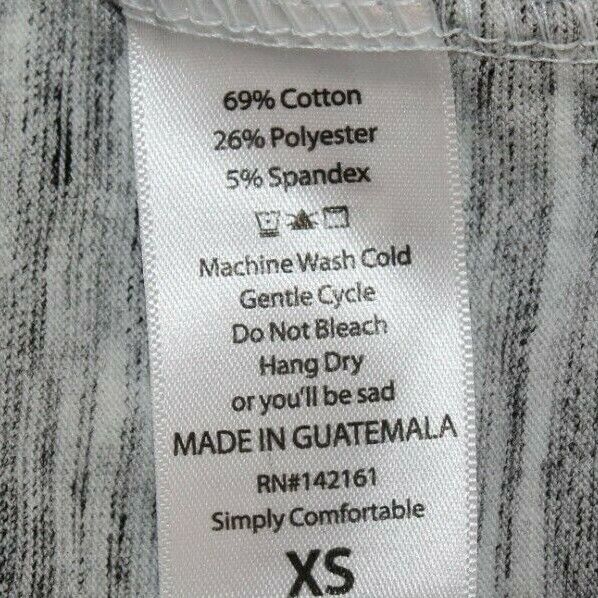 69% Cotton
26% Polyester
5% Spandex
Machine Wash Cold
Gentle Cycle
Do Not Bleach
Hang Dry
or you'll be sad
MADE IN GUATEMALA
RN#142161
Simply Comfortable
XS